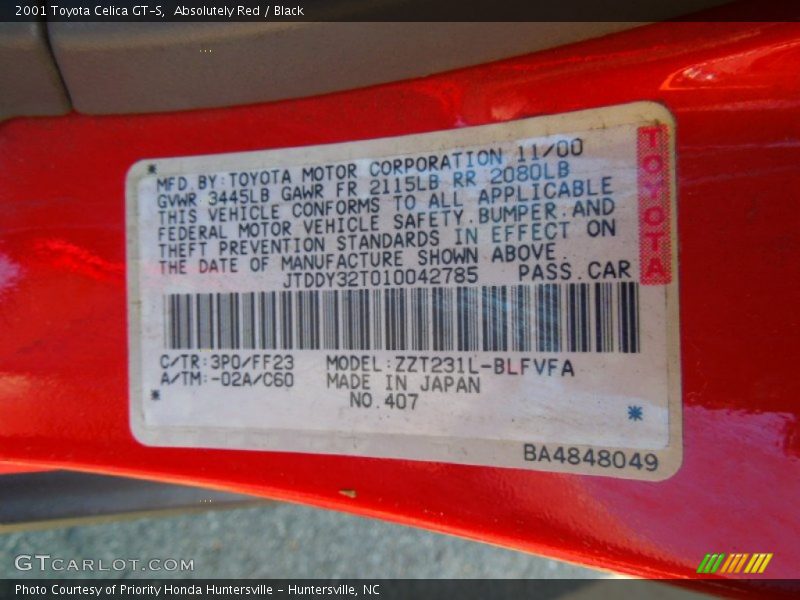 2001 Toyota Celica GT-S, Absolutely Red / Black
MFD.BY:TOYOTA MOTOR CORPORATION 11/00
GVWR 3445LB GAWR FR 2115LB RR 2080LB
THIS VEHICLE CONFORMS TO ALL APPLICABLE
FEDERAL MOTOR VEHICLE SAFETY.BUMPER.AND
THEFT PREVENTION STANDARDS IN EFFECT ON
THE DATE OF MANUFACTURE SHOWN ABOVE.
JTDDY32T010042785 PASS.CAR
TOYOTA
C/TR:3P0/FF23 MODEL:ZZT231L-BLFVFA
A/TM:-02A/C60 MADE IN JAPAN
NO.407
BA4848049
GTCARLOT.COM
Photo Courtesy of Priority Honda Huntersville - Huntersville, NC